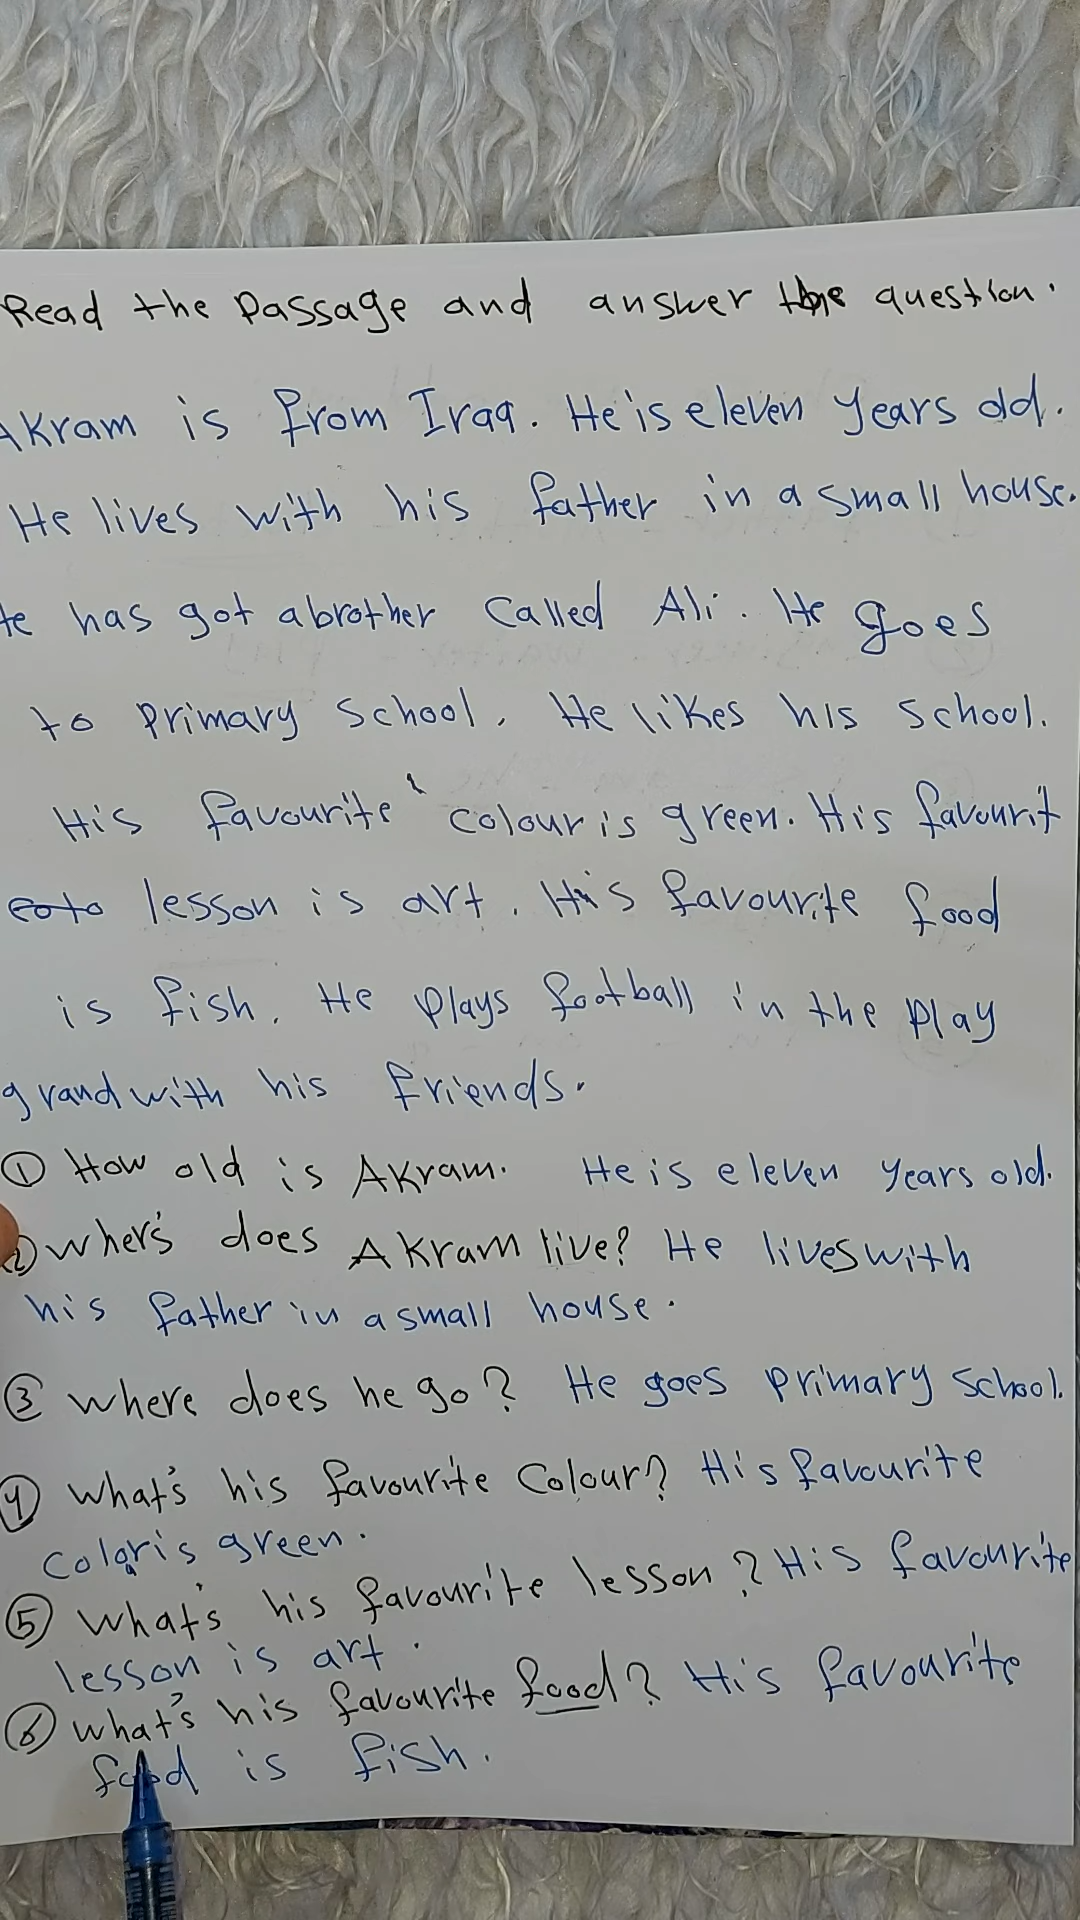 Read the passage and answer the question.
Akram is from Iraq. He is eleven years old.
He lives with his father in a small house.
He has got a brother called Ali. He goes
to primary school. He likes his school.
His favourite colour is green. His favourit
lesson is art. His favourite food
is fish. He plays football in the play
grand with his friends.
① How old is Akram. He is eleven years old.
② wher's does Akram live? He lives with
his father in a small house.
③ where does he go? He goes primary school.
④ what's his favourite colour? His favourite
color is green.
⑤ what's his favourite lesson? His favourite
lesson is art.
⑥ what's his favourite food? His favourite
food is fish.